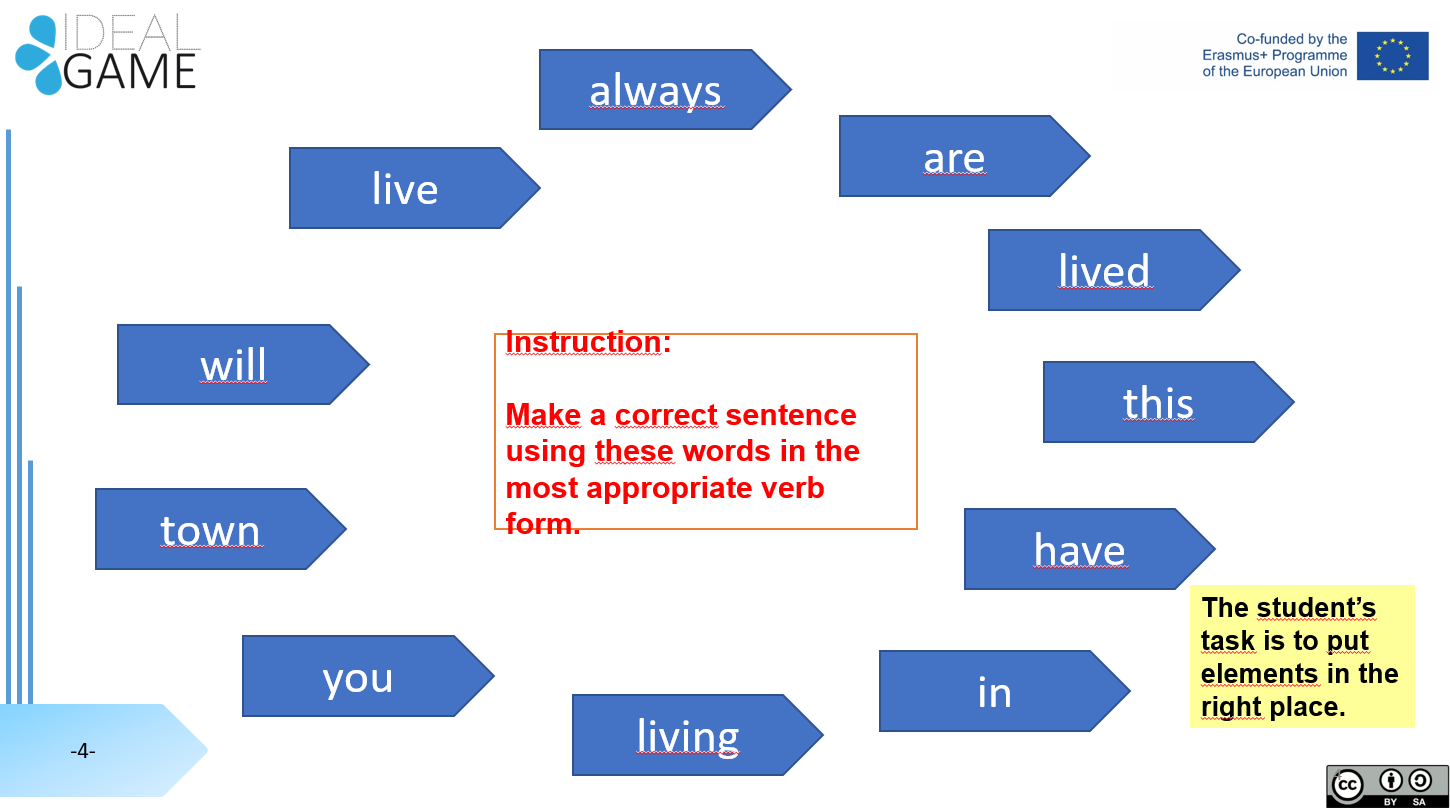 IDEAL
GAME
Co-funded by the
Erasmus+ Programme
of the European Union
always
are
live
lived
will
Instruction:
Make a correct sentence
using these words in the
most appropriate verb
form.
this
town
have
The student’s
task is to put
elements in the
right place.
you
in
living
-4-
cc
BY SA